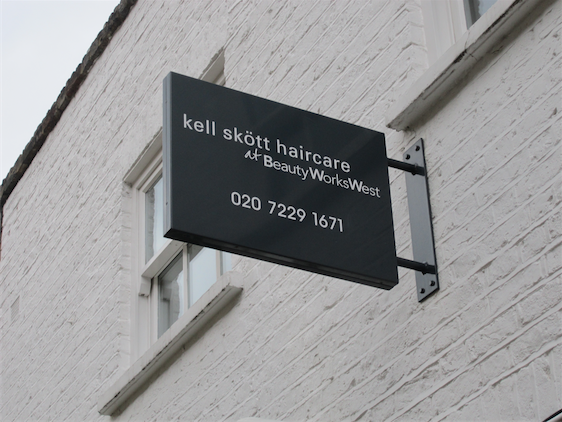 kell skött haircare
at BeautyWorksWest
020 7229 1671